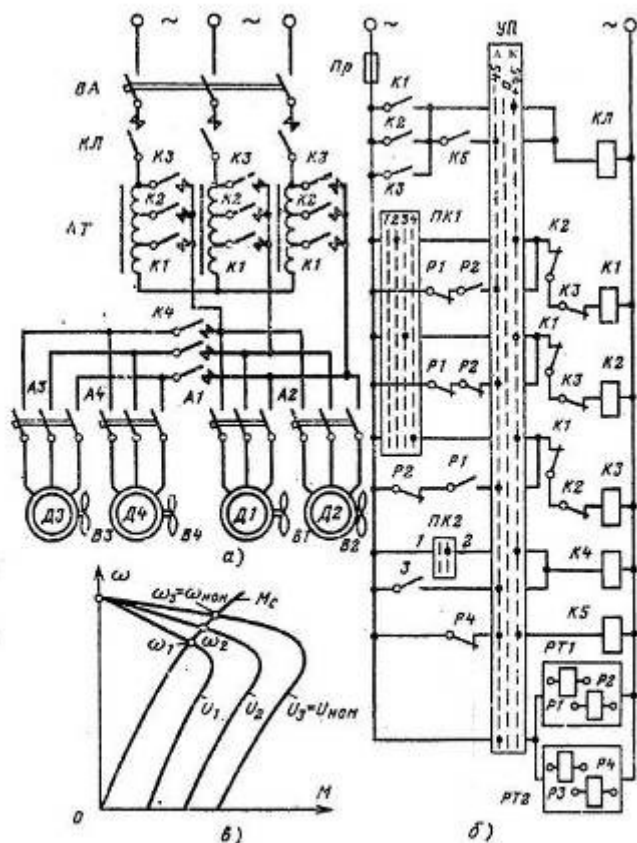 ~ ~
ВА
КЛ
К3 К3 К3
К2 К2 К2
АТ
К1 К1 К1
К4
А3 А4 А1 А2
Д3 Д4 Д1 Д2
В3 В4 В1 В2
а)
ω
ω3=ωном Мс
ω1 ω2
U1 U2 U3=Uном
0 М
в)
~ УП ~
Пр А К
0
К1
К2 К5 КЛ
К3
1234 ПК1
К2
Р1 Р2 К3 К1
К1
Р1 Р2 К3 К2
К1
Р2 Р1 К2 К3
ПК2
1 2 К4
3
Р4 К5
РТ1
Р2
Р1
Р4
РТ2 Р3
б)